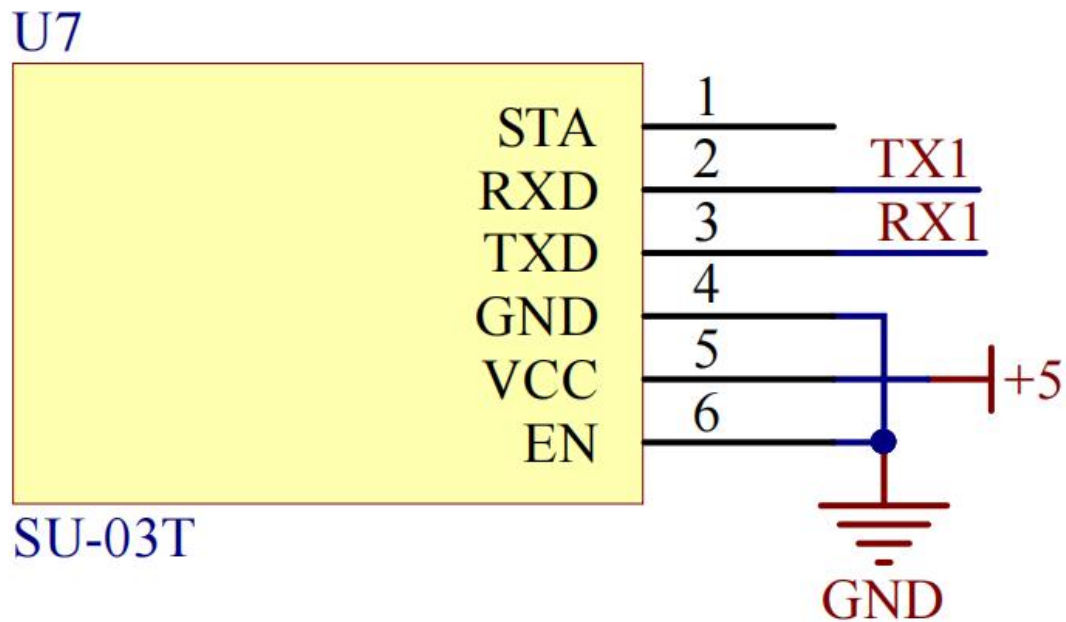 U7
STA 1
RXD 2 TX1
TXD 3 RX1
GND 4
VCC 5 +5
EN 6
SU-03T
GND